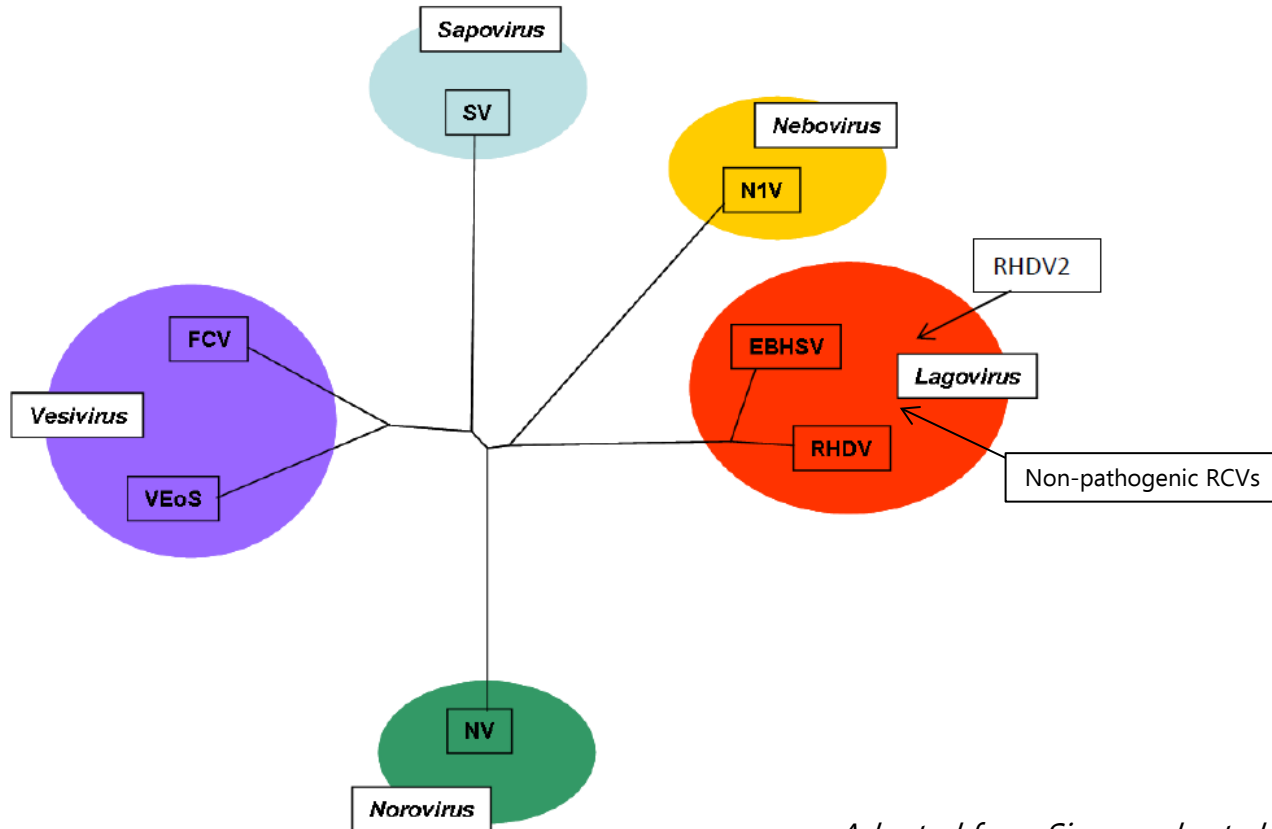 Sapovirus
SV
Nebovirus
N1V
RHDV2
FCV
EBHSV
Lagovirus
Vesivirus
RHDV
Non-pathogenic RCVs
VEoS
NV
Norovirus